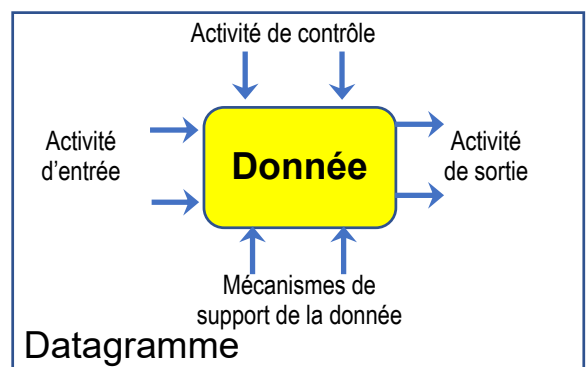 Activité de contrôle
Activité
d'entrée
Donnée
Activité
de sortie
Mécanismes de
support de la donnée
Datagramme